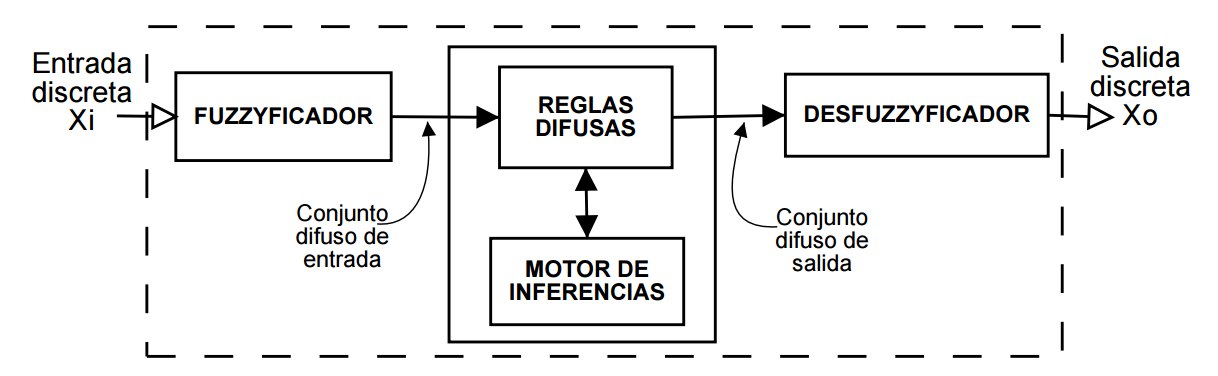 Entrada
discreta
Xi
FUZZYFICADOR
Conjunto
difuso de
entrada
REGLAS
DIFUSAS
MOTOR DE
INFERENCIAS
Conjunto
difuso de
salida
DESFUZZYFICADOR
Salida
discreta
Xo